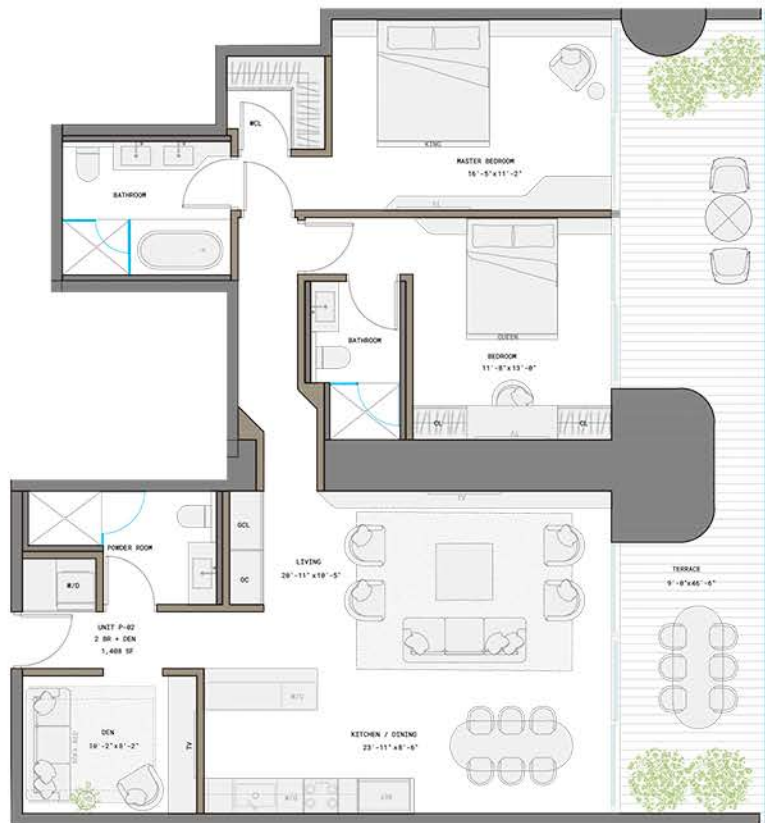 KING
WCL
MASTER BEDROOM
16'-5"x11'-2"
BATHROOM
QUEEN
BATHROOM
BEDROOM
11'-8"x13'-0"
CL
CL
TV
GCL
POWDER ROOM
LIVING
20'-11"x10'-5"
OC
TERRACE
9'-0"x46'-6"
W/D
UNIT P-02
2 BR + DEN
1,408 SF
DEN
10'-2"x8'-2"
SOFA BED
TV
KITCHEN / DINING
23'-11"x8'-6"